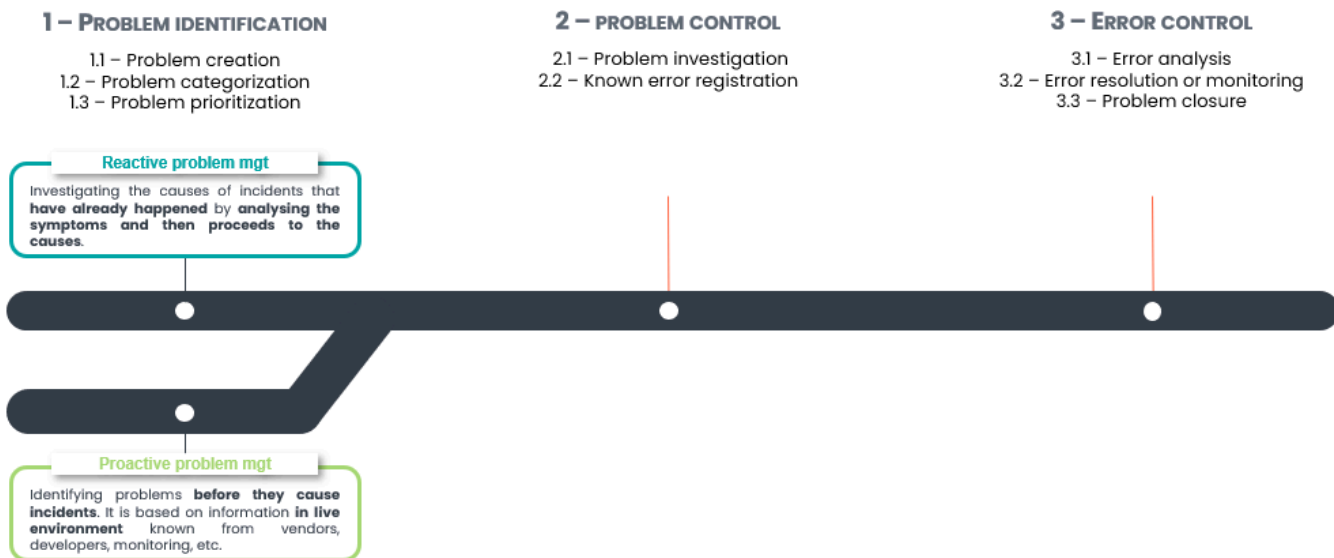 1 – PROBLEM IDENTIFICATION
1.1 – Problem creation
1.2 – Problem categorization
1.3 – Problem prioritization
2 – PROBLEM CONTROL
2.1 – Problem investigation
2.2 – Known error registration
3 – ERROR CONTROL
3.1 – Error analysis
3.2 – Error resolution or monitoring
3.3 – Problem closure
Reactive problem mgt
Investigating the causes of incidents that
have already happened by analysing the
symptoms and then proceeds to the
causes.
Proactive problem mgt
Identifying problems before they cause
incidents. It is based on information in live
environment known from vendors,
developers, monitoring, etc.